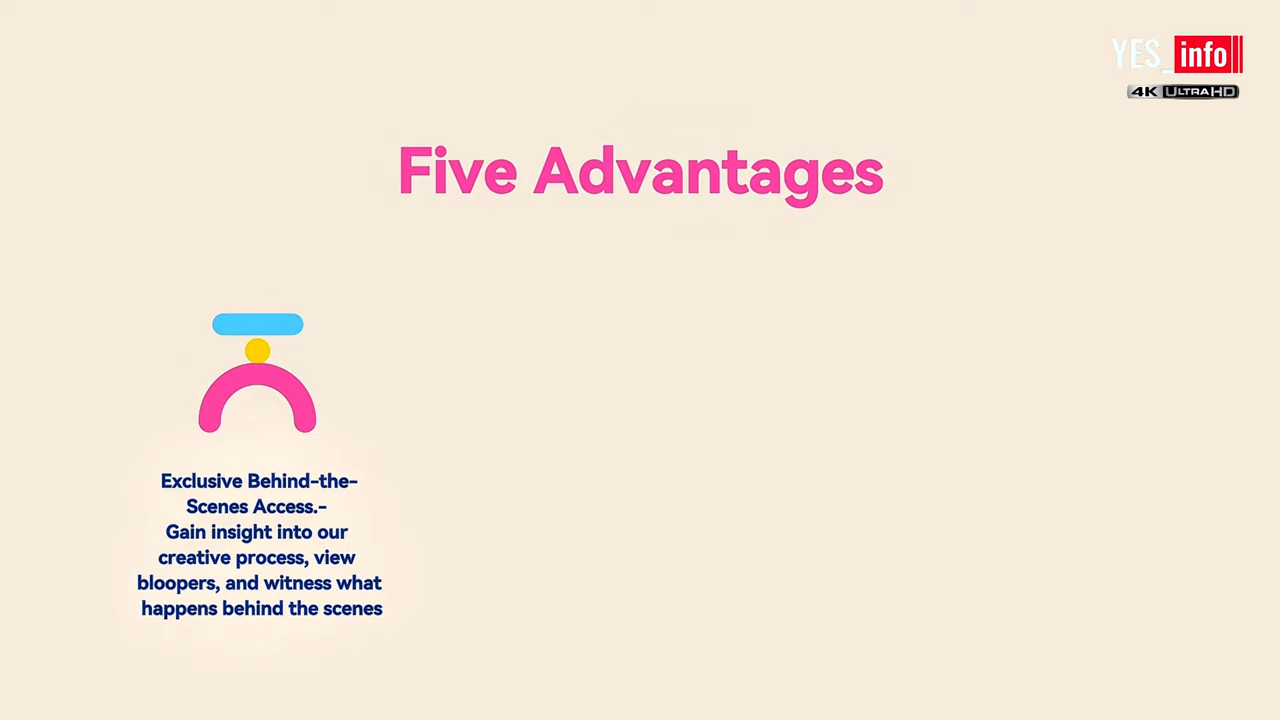 YES_info
4K ULTRAHD
Five Advantages
Exclusive Behind-the-
Scenes Access.-
Gain insight into our
creative process, view
bloopers, and witness what
happens behind the scenes